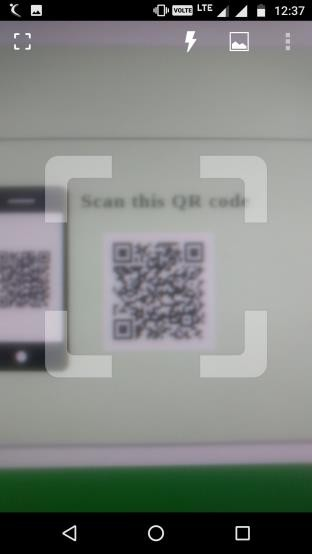 VOLTE LTE 12:37
Scan this QR code